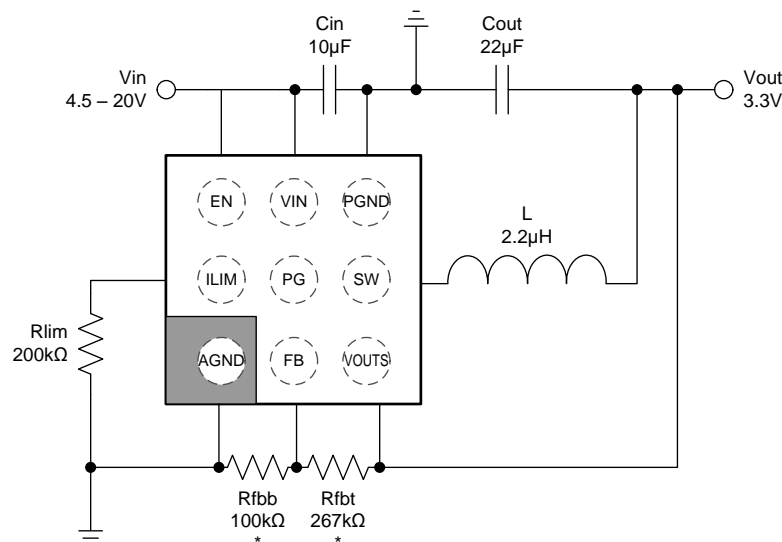 Cin
10µF
Cout
22µF
Vin
4.5 – 20V
Vout
3.3V
EN
VIN
PGND
L
2.2µH
ILIM
PG
SW
Rlim
200kΩ
AGND
FB
VOUTS
Rfbb
100kΩ
*
Rfbt
267kΩ
*